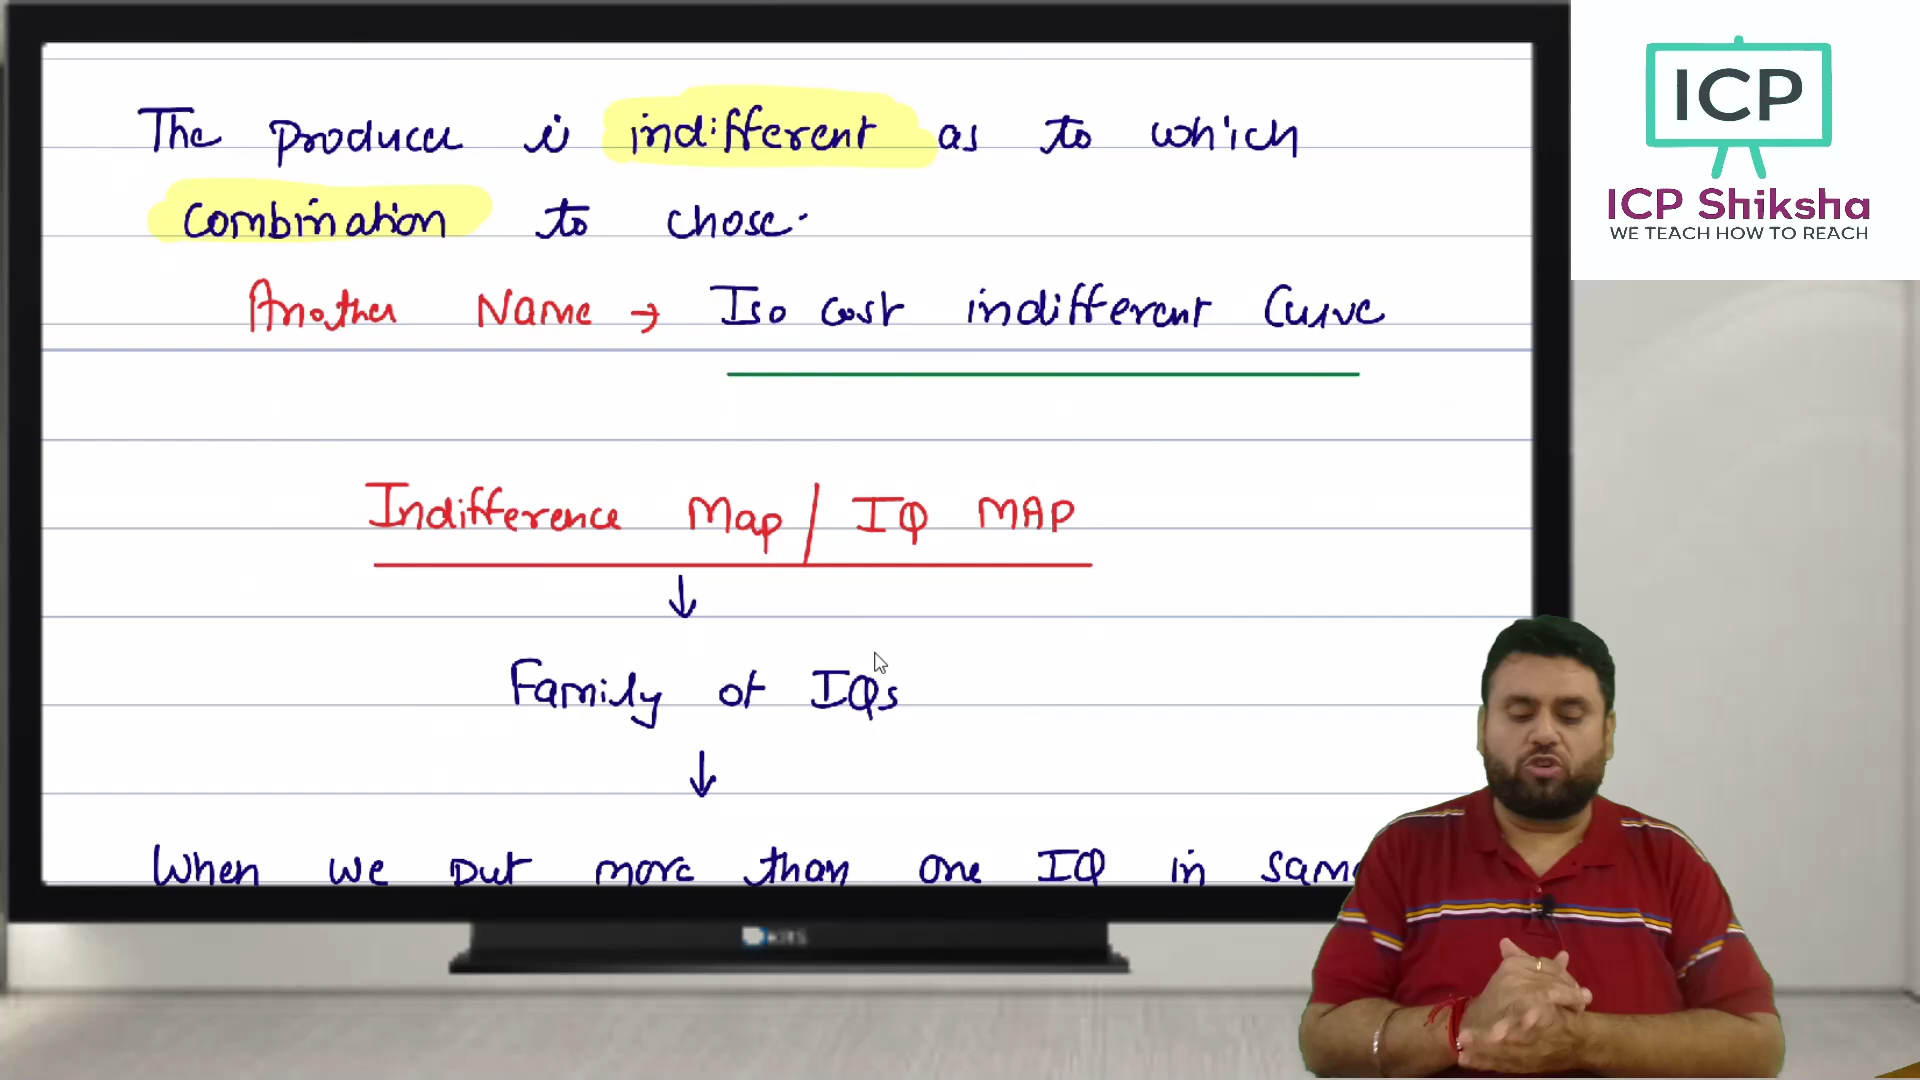 The producer is indifferent as to which
combination to chose.
Another Name → Iso cost indifferent Curve
Indifference Map / IQ MAP
↓
Family of IQs
↓
When we put more than one IQ in same
ICP
ICP Shiksha
WE TEACH HOW TO REACH